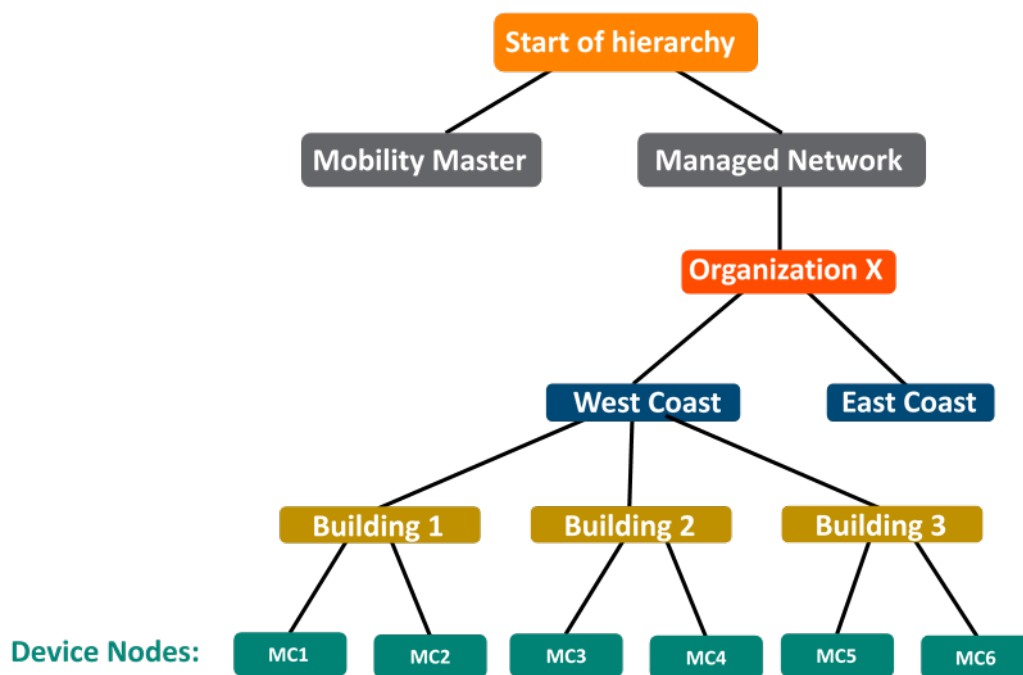 Start of hierarchy
Mobility Master
Managed Network
Organization X
West Coast
East Coast
Building 1
Building 2
Building 3
Device Nodes:
MC1
MC2
MC3
MC4
MC5
MC6